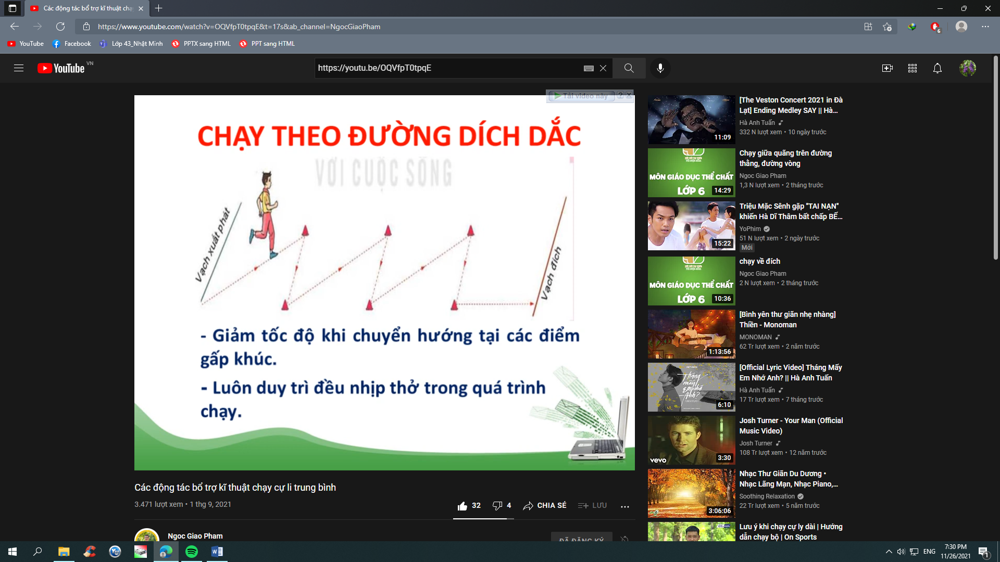 Các động tác bổ trợ kĩ thuật chạy
https://www.youtube.com/watch?v=OQVfpT0tpqE&t=17s&ab_channel=NgocGiaoPham
6
YouTube
Facebook
Lớp 43_Nhật Minh
PPTX sang HTML
PPT sang HTML
YouTube VN
https://youtu.be/OQVfpT0tpqE
Tải video này ? X
CHẠY THEO ĐƯỜNG DÍCH DẮC
VỚI CUỘC SỐNG
Vạch xuất phát
Vạch đích
- Giảm tốc độ khi chuyển hướng tại các điểm
gấp khúc.
- Luôn duy trì đều nhịp thở trong quá trình
chạy.
Các động tác bổ trợ kĩ thuật chạy cự li trung bình
3.471 lượt xem • 1 thg 9, 2021
32
4
CHIA SẺ
LƯU
Ngoc Giao Pham
ĐÃ ĐĂNG KÝ
11:09
[The Veston Concert 2021 in Đà
Lạt] Ending Medley SAY || Hà...
Hà Anh Tuấn
332 N lượt xem • 10 ngày trước
MÔN GIÁO DỤC THỂ CHẤT
LỚP 6
14:29
Chạy giữa quãng trên đường
thẳng, đường vòng
Ngoc Giao Pham
1,3 N lượt xem • 2 tháng trước
15:22
Triệu Mặc Sênh gặp "TAI NẠN"
khiến Hà Dĩ Thâm bất chấp BẾ...
YoPhim
51 N lượt xem • 2 ngày trước
Mới
MÔN GIÁO DỤC THỂ CHẤT
LỚP 6
10:36
chạy về đích
Ngoc Giao Pham
2 N lượt xem • 2 tháng trước
1:13:56
[Bình yên thư giãn nhẹ nhàng]
Thiền - Monoman
MONOMAN
62 Tr lượt xem • 2 năm trước
Tháng
mấy
em nhớ
Anh?
6:10
[Official Lyric Video] Tháng Mấy
Em Nhớ Anh? || Hà Anh Tuấn
Hà Anh Tuấn
17 Tr lượt xem • 7 tháng trước
vevo
3:30
Josh Turner - Your Man (Official
Music Video)
Josh Turner
108 Tr lượt xem • 12 năm trước
3:06:06
Nhạc Thư Giãn Du Dương •
Nhạc Lãng Mạn, Nhạc Piano,...
Soothing Relaxation
22 Tr lượt xem • 5 năm trước
Lưu ý khi chạy cự ly dài | Hướng
dẫn chạy bộ | On Sports
ENG
7:30 PM
11/26/2021
1